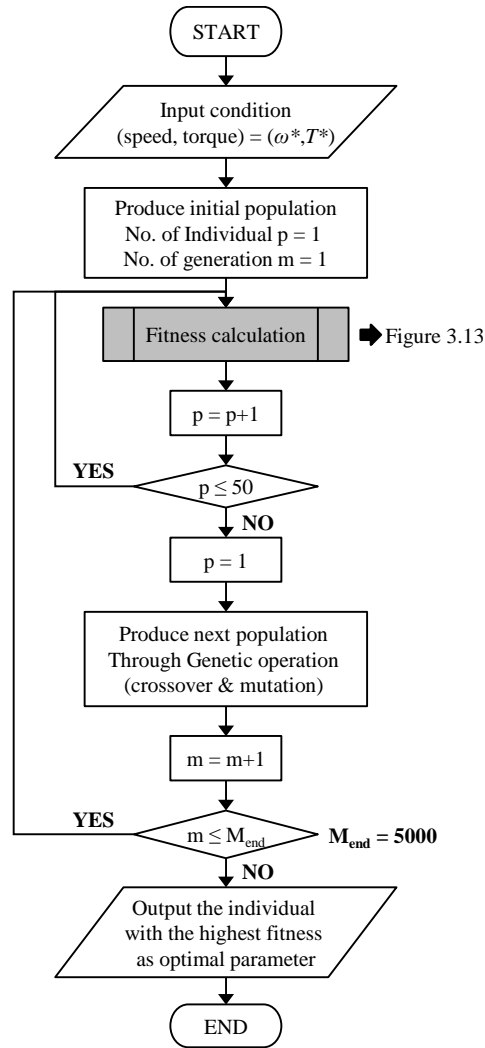 START
Input condition
(speed, torque) = (ω*,T*)
Produce initial population
No. of Individual p = 1
No. of generation m = 1
Fitness calculation
Figure 3.13
p = p+1
YES
p ≤ 50
NO
p = 1
Produce next population
Through Genetic operation
(crossover & mutation)
m = m+1
YES
m ≤ Mend
Mend = 5000
NO
Output the individual
with the highest fitness
as optimal parameter
END